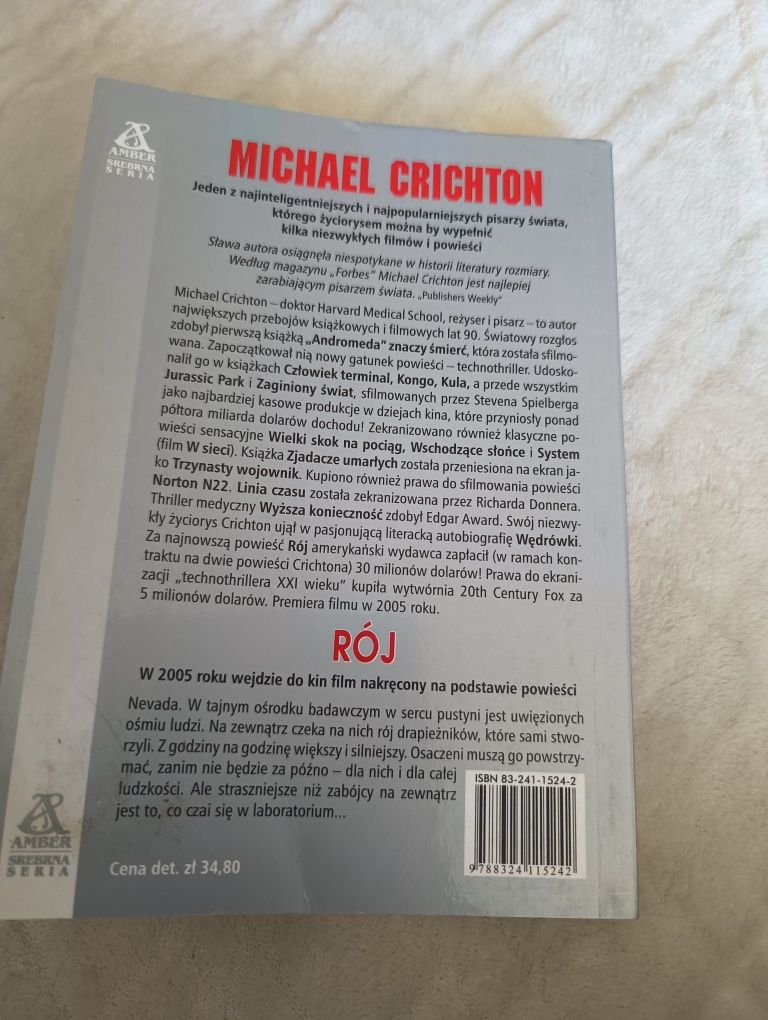 AMBER
SREBRNA
SERIA
MICHAEL CRICHTON
Jeden z najinteligentniejszych i najpopularniejszych pisarzy świata,
którego życiorysem można by wypełnić
kilka niezwykłych filmów i powieści
Sława autora osiągnęła niespotykane w historii literatury rozmiary.
Według magazynu „Forbes” Michael Crichton jest najlepiej
zarabiającym pisarzem świata. „Publishers Weekly”
Michael Crichton – doktor Harvard Medical School, reżyser i pisarz – to autor
największych przebojów książkowych i filmowych lat 90. Światowy rozgłos
zdobył pierwszą książką „Andromeda” znaczy śmierć, która została sfilmo-
wana. Zapoczątkował nią nowy gatunek powieści – technothriller. Udosko-
nalił go w książkach Człowiek terminal, Kongo, Kula, a przede wszystkim
Jurassic Park i Zaginiony świat, sfilmowanych przez Stevena Spielberga
jako najbardziej kasowe produkcje w dziejach kina, które przyniosły ponad
półtora miliarda dolarów dochodu! Zekranizowano również klasyczne po-
wieści sensacyjne Wielki skok na pociąg, Wschodzące słońce i System
(film W sieci). Książka Zjadacze umarłych została przeniesiona na ekran ja-
ko Trzynasty wojownik. Kupiono również prawa do sfilmowania powieści
Norton N22. Linia czasu została zekranizowana przez Richarda Donnera.
Thriller medyczny Wyższa konieczność zdobył Edgar Award. Swój niezwy-
kły życiorys Crichton ujął w pasjonującą literacką autobiografię Wędrówki.
Za najnowszą powieść Rój amerykański wydawca zapłacił (w ramach kon-
traktu na dwie powieści Crichtona) 30 milionów dolarów! Prawa do ekrani-
zacji „technothrillera XXI wieku” kupiła wytwórnia 20th Century Fox za
5 milionów dolarów. Premiera filmu w 2005 roku.
RÓJ
W 2005 roku wejdzie do kin film nakręcony na podstawie powieści
Nevada. W tajnym ośrodku badawczym w sercu pustyni jest uwięzionych
ośmiu ludzi. Na zewnątrz czeka na nich rój drapieżników, które sami stwo-
rzyli. Z godziny na godzinę większy i silniejszy. Osaczeni muszą go powstrzy-
mać, zanim nie będzie za późno – dla nich i dla całej
ludzkości. Ale straszniejsze niż zabójcy na zewnątrz
jest to, co czai się w laboratorium...
ISBN 83-241-1524-2
9 788324 115242
AMBER
SREBRNA
SERIA
Cena det. zł 34,80